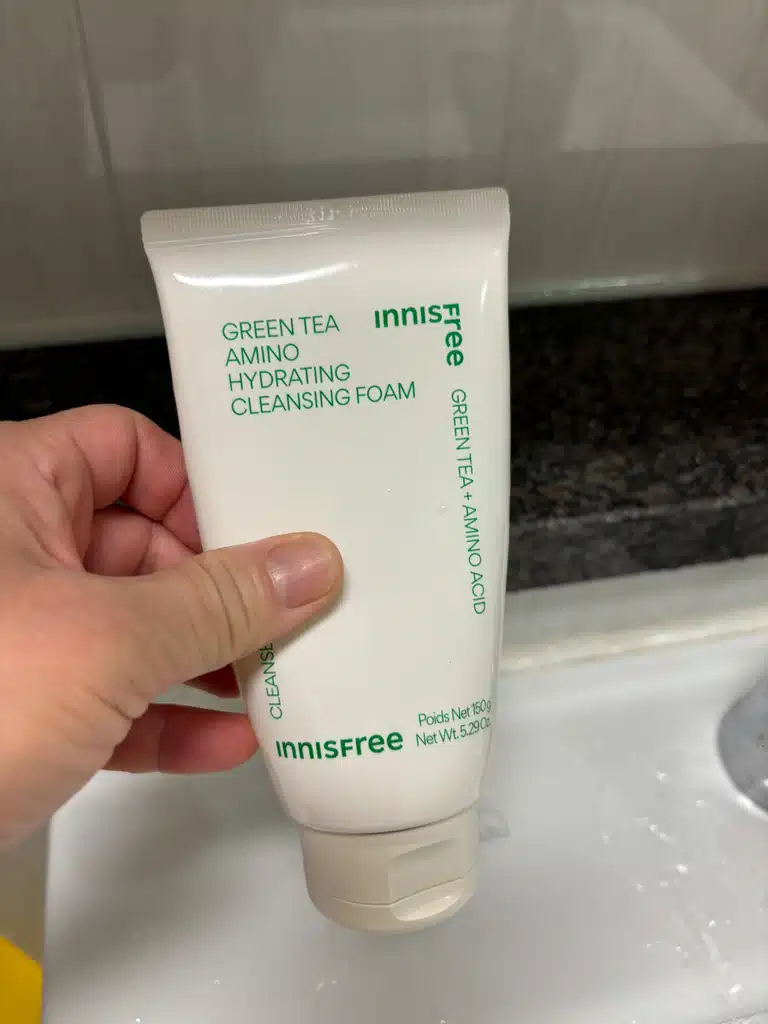 GREEN TEA
AMINO
HYDRATING
CLEANSING FOAM
innisfree
GREEN TEA + AMINO ACID
innisfree
Poids Net 150g
Net Wt. 5.29 Oz.